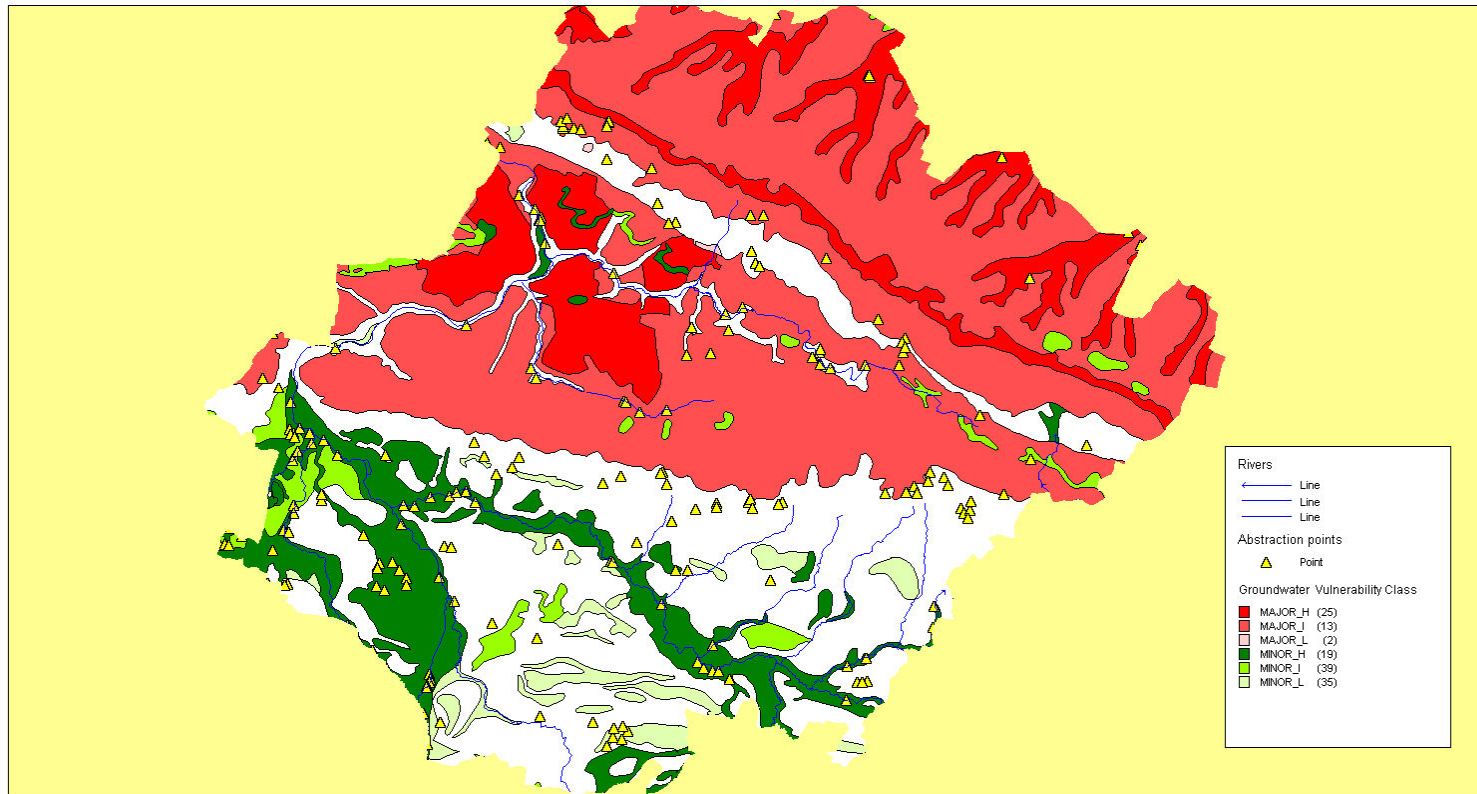 Rivers
Line
Line
Line
Abstraction points
Point
Groundwater Vulnerability Class
MAJOR_H (25)
MAJOR_I (13)
MAJOR_L (2)
MINOR_H (19)
MINOR_I (39)
MINOR_L (35)